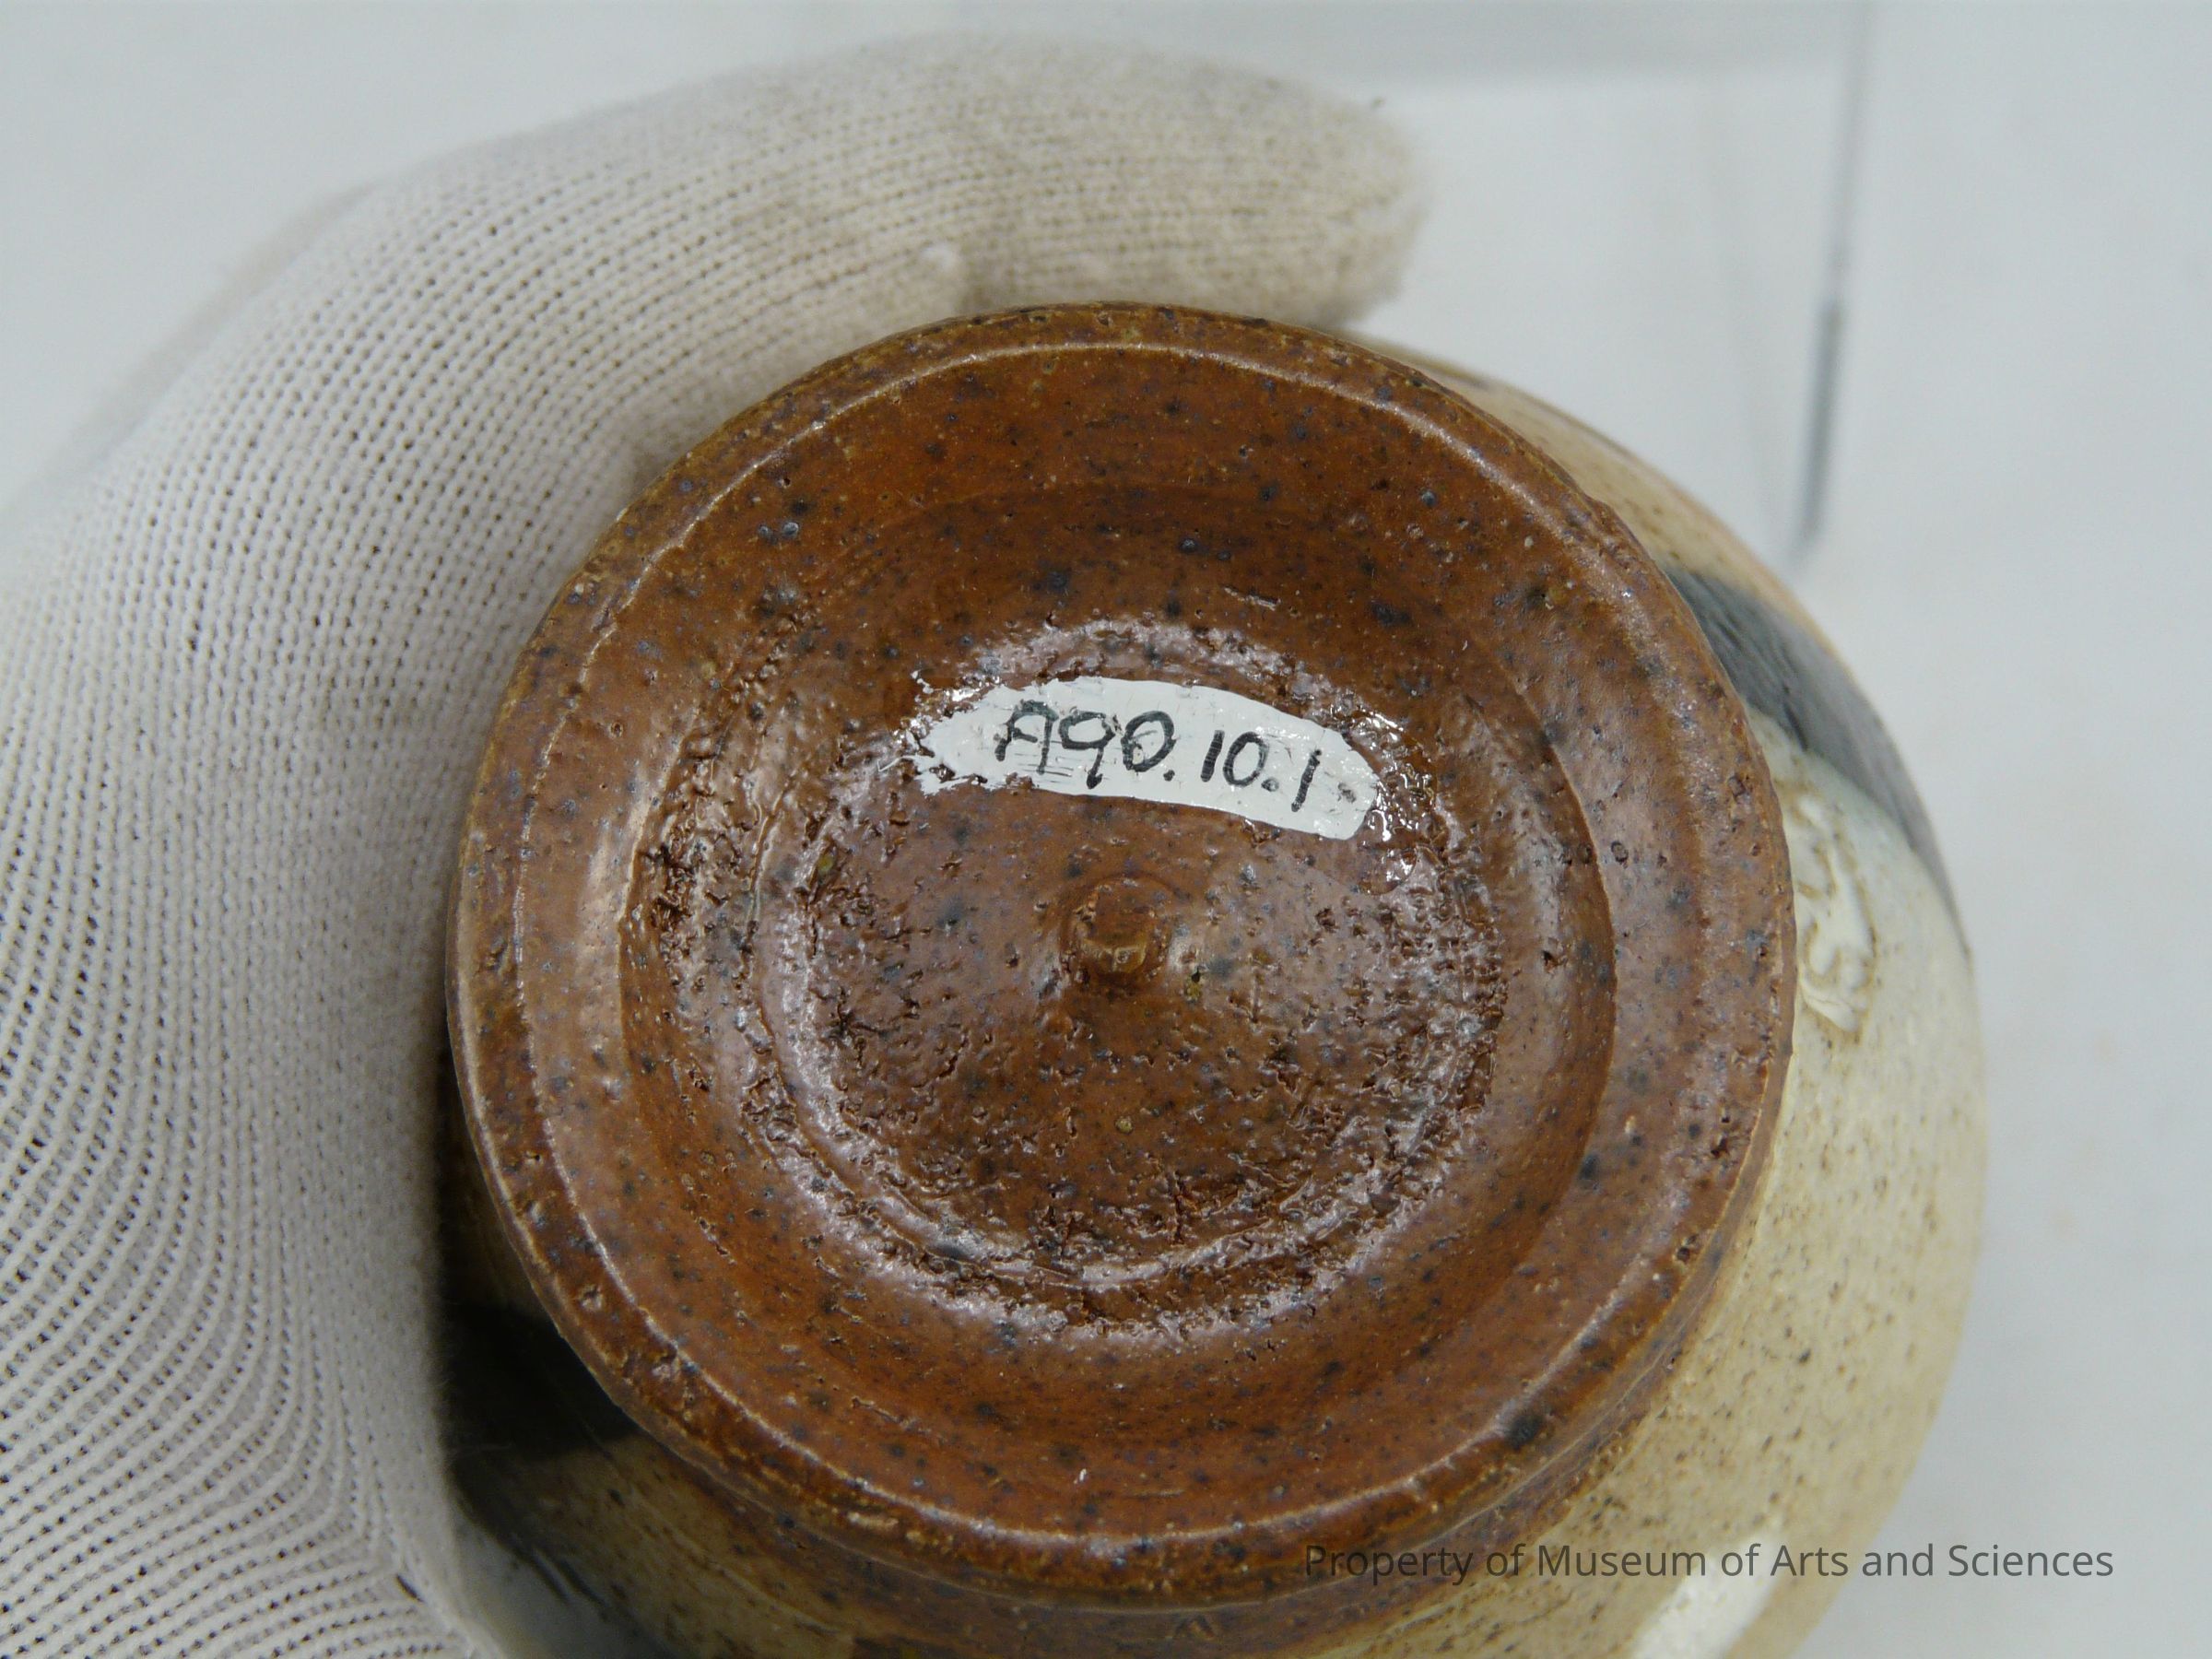 A90.10.1
Property of Museum of Arts and Sciences